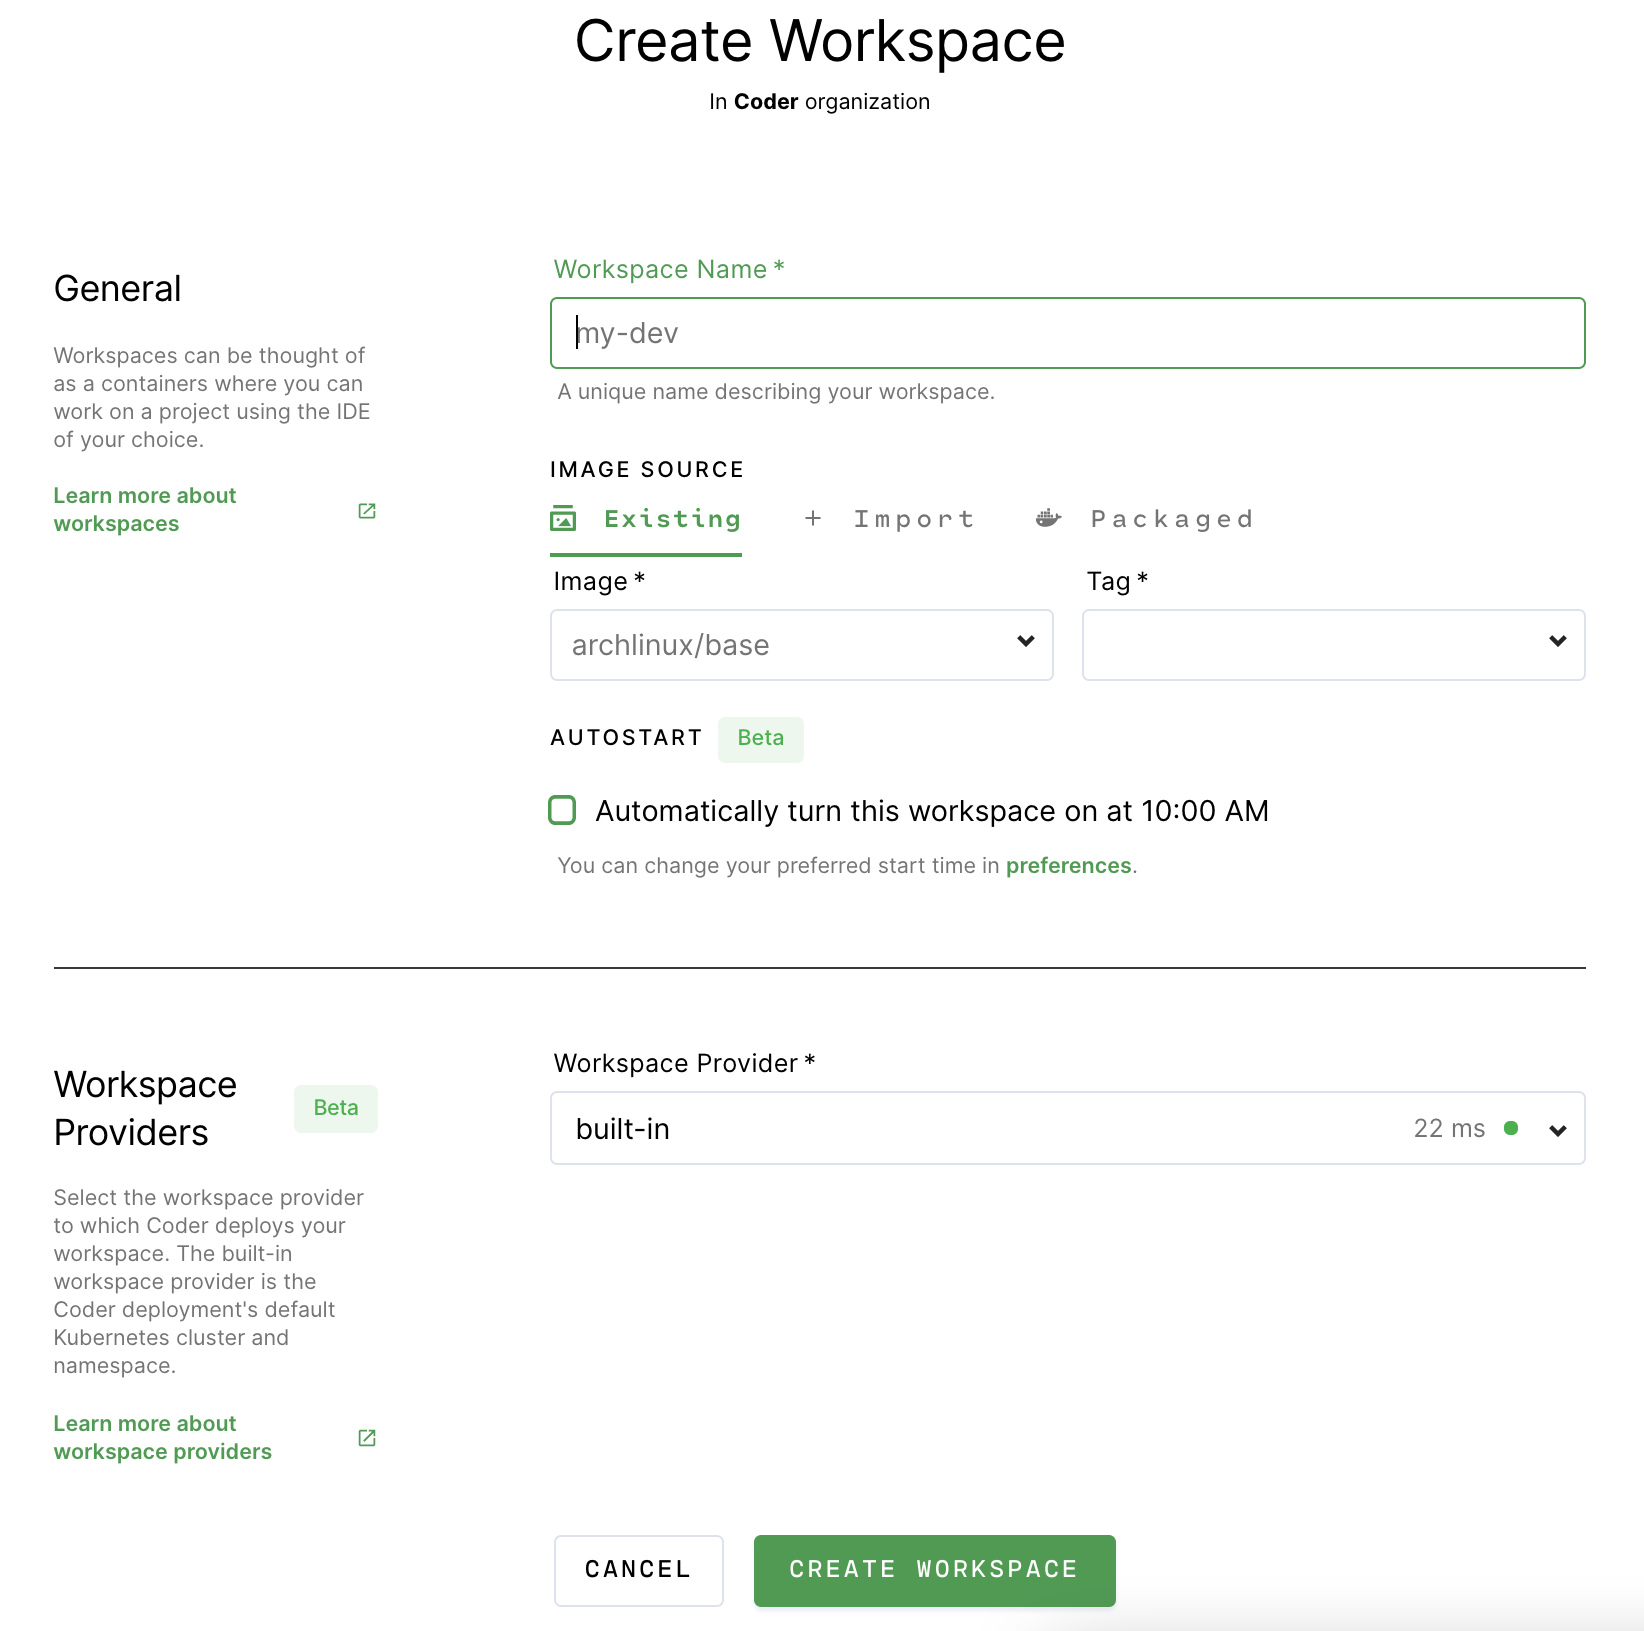 Create Workspace
In Coder organization
General
Workspaces can be thought of
as a containers where you can
work on a project using the IDE
of your choice.
Learn more about
workspaces
Workspace Name *
my-dev
A unique name describing your workspace.
IMAGE SOURCE
Existing + Import Packaged
Image * Tag *
archlinux/base
AUTOSTART Beta
Automatically turn this workspace on at 10:00 AM
You can change your preferred start time in preferences.
Workspace
Providers
Beta
Select the workspace provider
to which Coder deploys your
workspace. The built-in
workspace provider is the
Coder deployment's default
Kubernetes cluster and
namespace.
Learn more about
workspace providers
Workspace Provider *
built-in 22 ms
CANCEL CREATE WORKSPACE